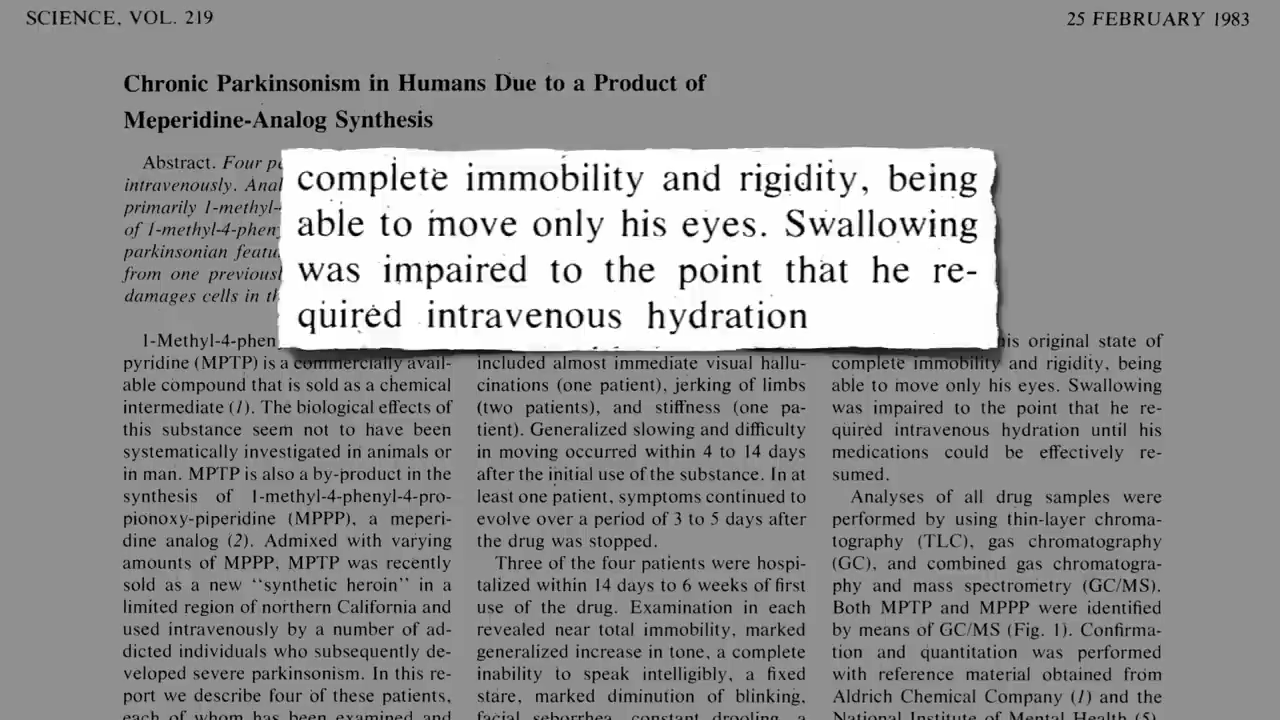 SCIENCE, VOL. 219
25 FEBRUARY 1983
Chronic Parkinsonism in Humans Due to a Product of
Meperidine-Analog Synthesis
complete immobility and rigidity, being
able to move only his eyes. Swallowing
was impaired to the point that he re-
quired intravenous hydration
Abstract. Four
intravenously.
primarily 1-methyl-
of 1-methyl-4-phen
parkinsonian
from one
damages cells in
1-Methyl-4-phen
pyridine (MPTP) is a commercially avail-
able compound that is sold as a chemical
intermediate (1). The biological effects of
this substance seem not to have been
systematically investigated in animals or
in man. MPTP is also a by-product in the
synthesis of 1-methyl-4-phenyl-4-pro-
pionoxy-piperidine (MPPP), a meperi-
dine analog (2). Admixed with varying
amounts of MPPP, MPTP was recently
sold as a new "synthetic heroin" in a
limited region of northern California and
used intravenously by a number of ad-
dicted individuals who subsequently de-
veloped severe parkinsonism. In this re-
port we describe four of these patients,
each of whom has been examined and
included almost immediate visual hallu-
cinations (one patient), jerking of limbs
(two patients), and stiffness (one pa-
tient). Generalized slowing and difficulty
in moving occurred within 4 to 14 days
after the initial use of the substance. In at
least one patient, symptoms continued to
evolve over a period of 3 to 5 days after
the drug was stopped.
Three of the four patients were hospi-
talized within 14 days to 6 weeks of first
use of the drug. Examination in each
revealed near total immobility, marked
generalized increase in tone, a complete
inability to speak intelligibly, a fixed
stare, marked diminution of blinking,
facial seborrhea, constant drooling, a
his original state of
complete immobility and rigidity, being
able to move only his eyes. Swallowing
was impaired to the point that he re-
quired intravenous hydration until his
medications could be effectively re-
sumed.
Analyses of all drug samples were
performed by using thin-layer chroma-
tography (TLC), gas chromatography
(GC), and combined gas chromatogra-
phy and mass spectrometry (GC/MS).
Both MPTP and MPPP were identified
by means of GC/MS (Fig. 1). Confirma-
tion and quantitation was performed
with reference material obtained from
Aldrich Chemical Company (1) and the
National Institute of Mental Health (5).